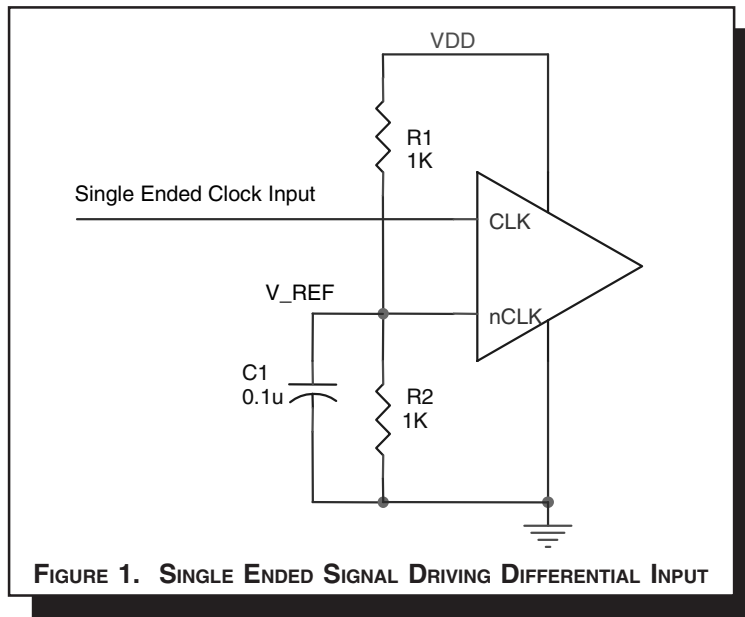 VDD
R1
1K
Single Ended Clock Input
CLK
V_REF
nCLK
C1
0.1u
R2
1K
FIGURE 1. SINGLE ENDED SIGNAL DRIVING DIFFERENTIAL INPUT